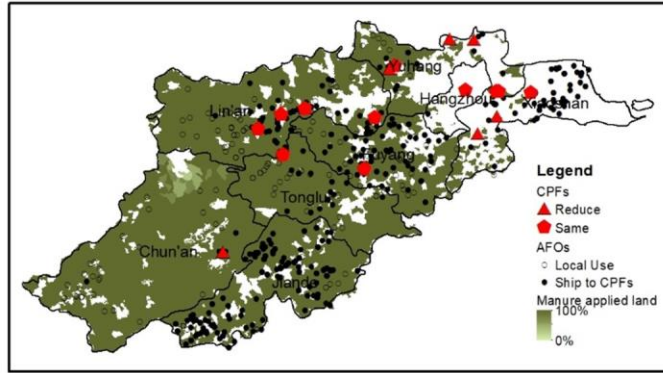 Yuhang
Hangzhou
Xiaoshan
Lin'an
Fuyang
Tonglu
Chun'an
Jiande
Legend
CPFs
Reduce
Same
AFOs
Local Use
Ship to CPFs
Manure applied land
100%
0%